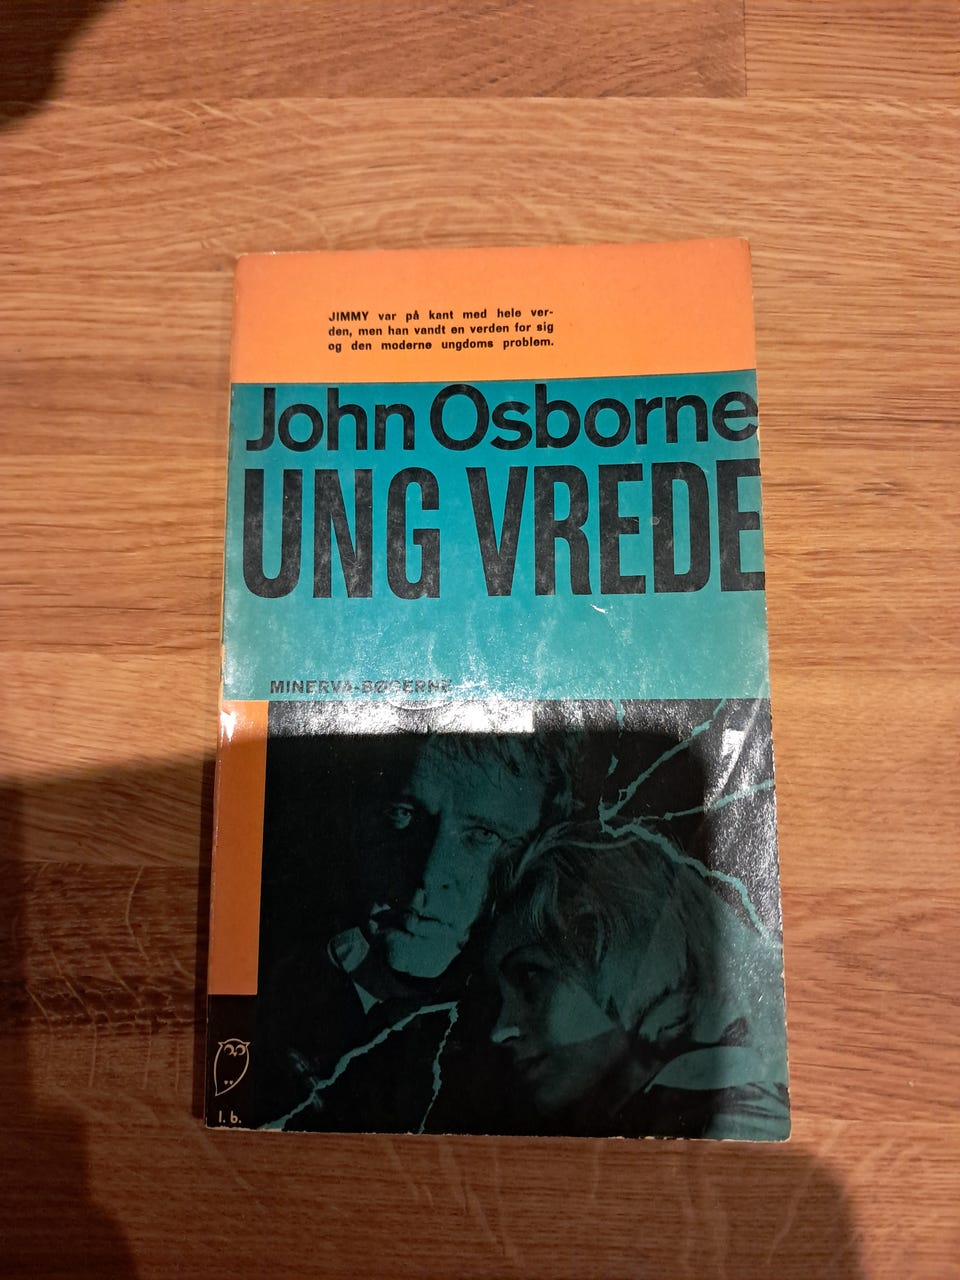 JIMMY var på kant med hele ver-
den, men han vandt en verden for sig
og den moderne ungdoms problem.
John Osborne
UNG VREDE
MINERVA-BØGERNE
l. b.